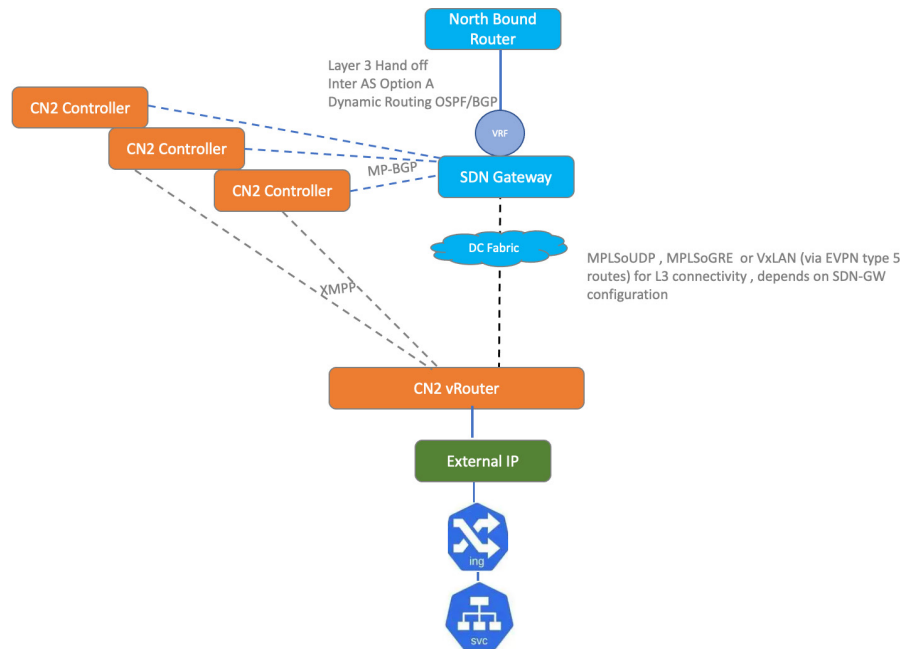 North Bound
Router
Layer 3 Hand off
Inter AS Option A
Dynamic Routing OSPF/BGP
CN2 Controller
VRF
CN2 Controller
MP-BGP
SDN Gateway
CN2 Controller
DC Fabric
MPLSoUDP , MPLSoGRE or VxLAN (via EVPN type 5
routes) for L3 connectivity , depends on SDN-GW
configuration
XMPP
CN2 vRouter
External IP
ing
svc